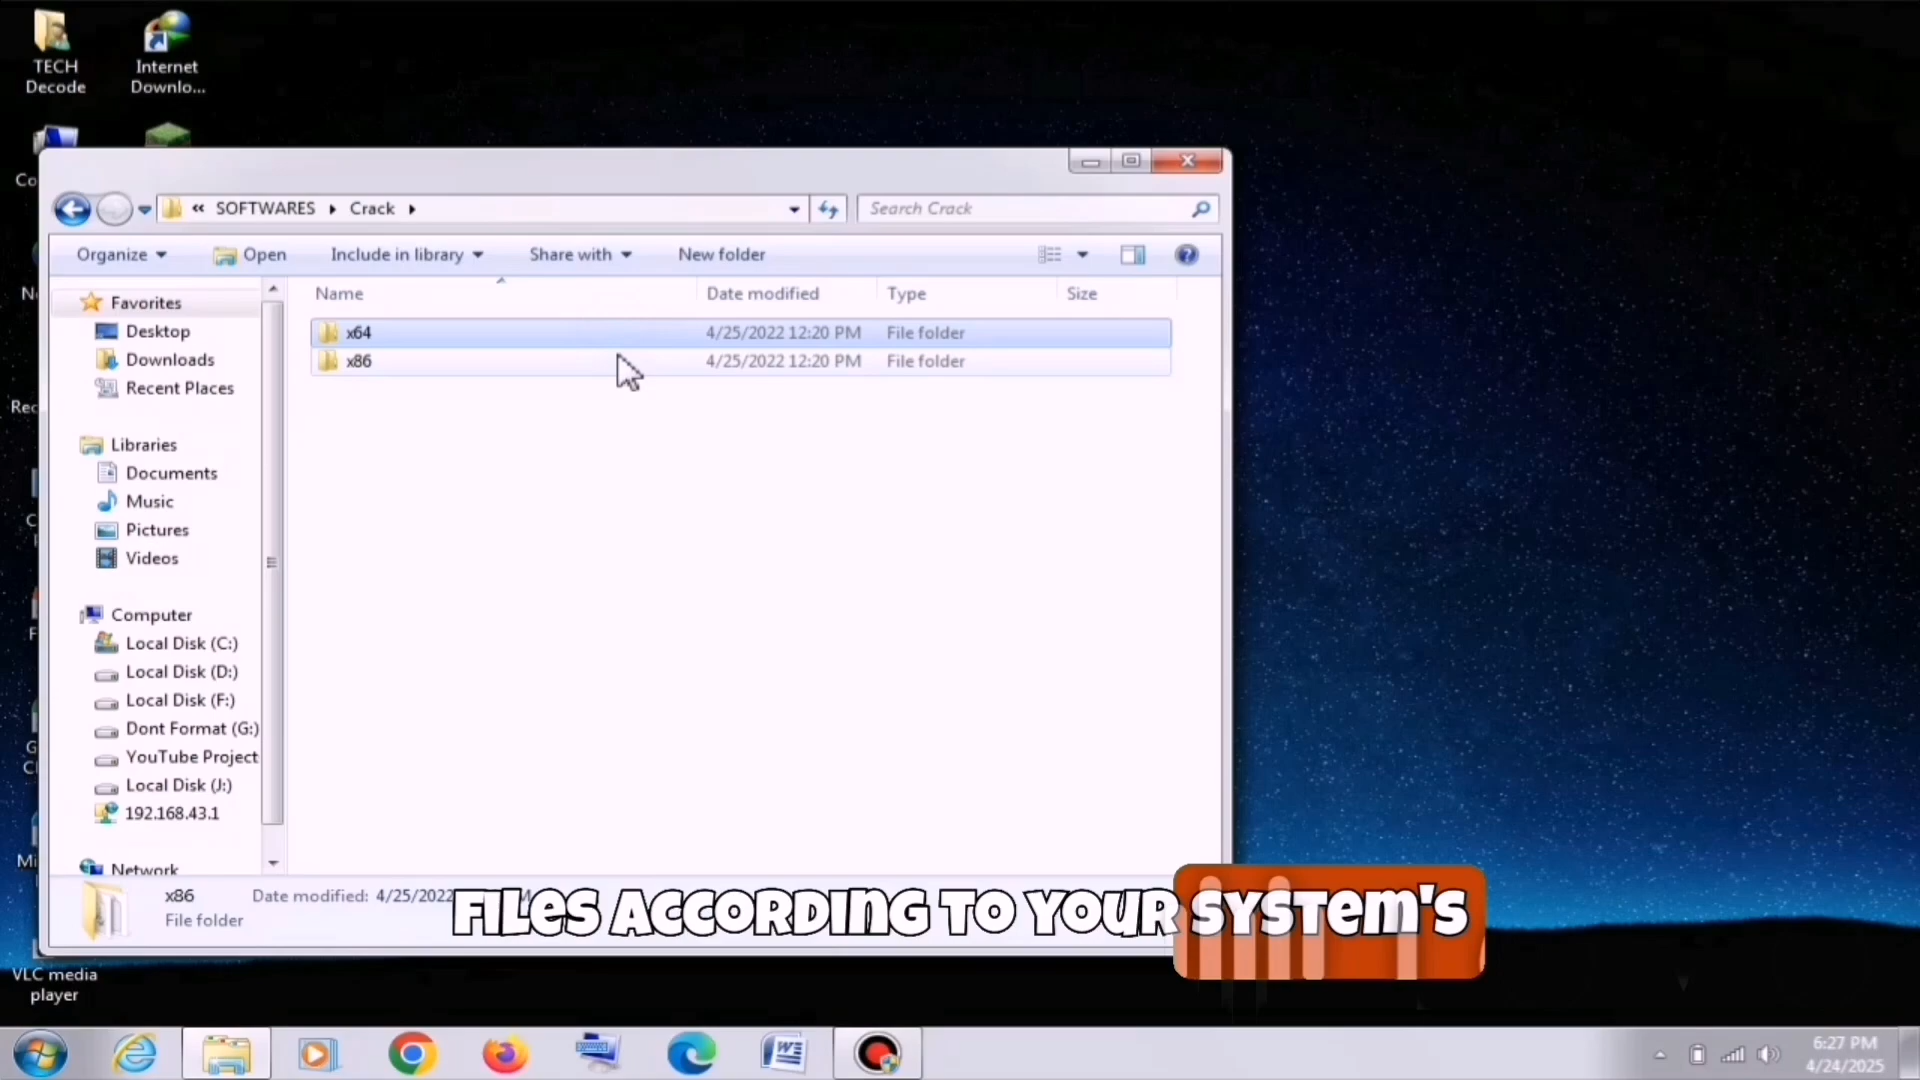 TECH
Decode
Internet
Downlo...
Co
SOFTWARES
Crack
Search Crack
Organize
Open
Include in library
Share with
New folder
Name
Date modified
Type
Size
x64
4/25/2022 12:20 PM
File folder
x86
4/25/2022 12:20 PM
File folder
Favorites
Desktop
Downloads
Recent Places
Rec
Libraries
Documents
Music
Pictures
Videos
Computer
Local Disk (C:)
Local Disk (D:)
Local Disk (F:)
Dont Format (G:)
YouTube Project
Local Disk (J:)
192.168.43.1
Network
Mi
x86
Date modified: 4/25/2022
File folder
FILES ACCORDING TO YOUR SYSTEM'S
VLC media
player
6:27 PM
4/24/2025